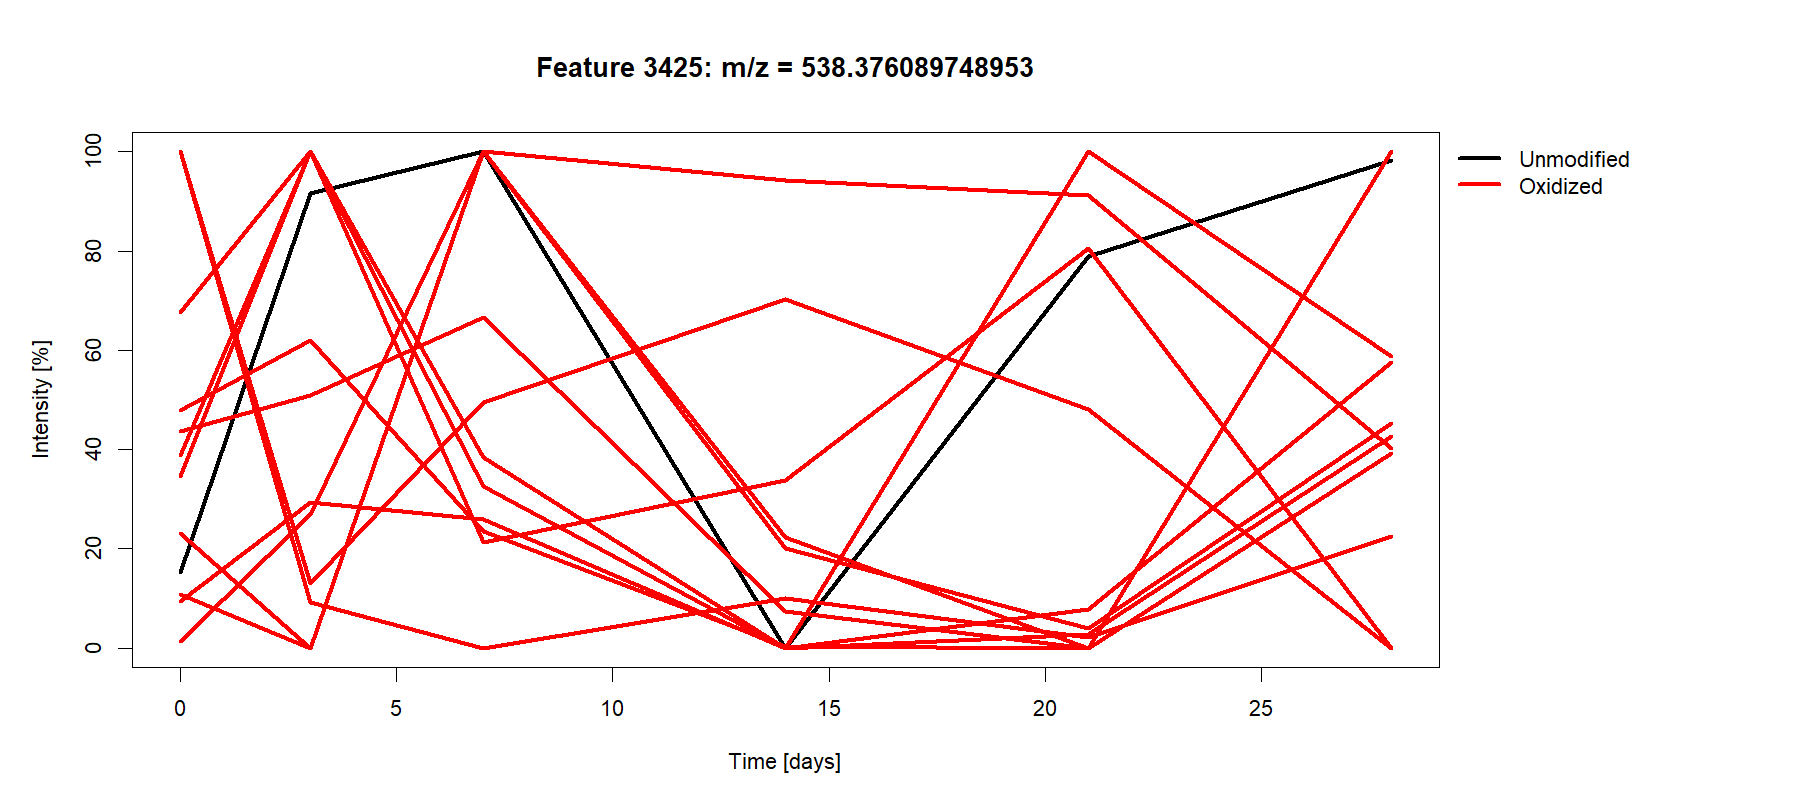 Feature 3425: m/z = 538.376089748953
Unmodified
Oxidized
Intensity [%]
100
80
60
40
20
0
0 5 10 15 20 25
Time [days]